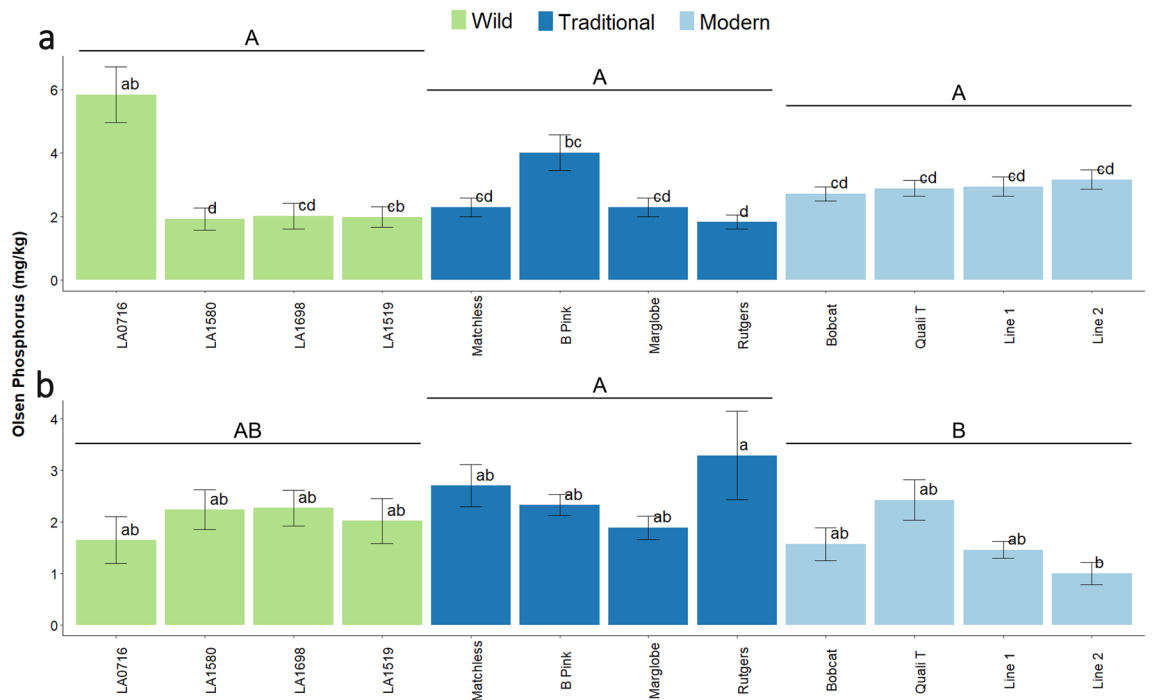 Wild Traditional Modern
a
A
A
A
6
4
2
0
ab
d
cd
cb
cd
bc
cd
d
cd
cd
cd
cd
LA0716
LA1580
LA1698
LA1519
Matchless
B Pink
Marglobe
Rutgers
Bobcat
Quali T
Line 1
Line 2
Olsen Phosphorus (mg/kg)
b
AB
A
B
4
3
2
1
0
ab
ab
ab
ab
ab
ab
ab
a
ab
ab
ab
b
LA0716
LA1580
LA1698
LA1519
Matchless
B Pink
Marglobe
Rutgers
Bobcat
Quali T
Line 1
Line 2